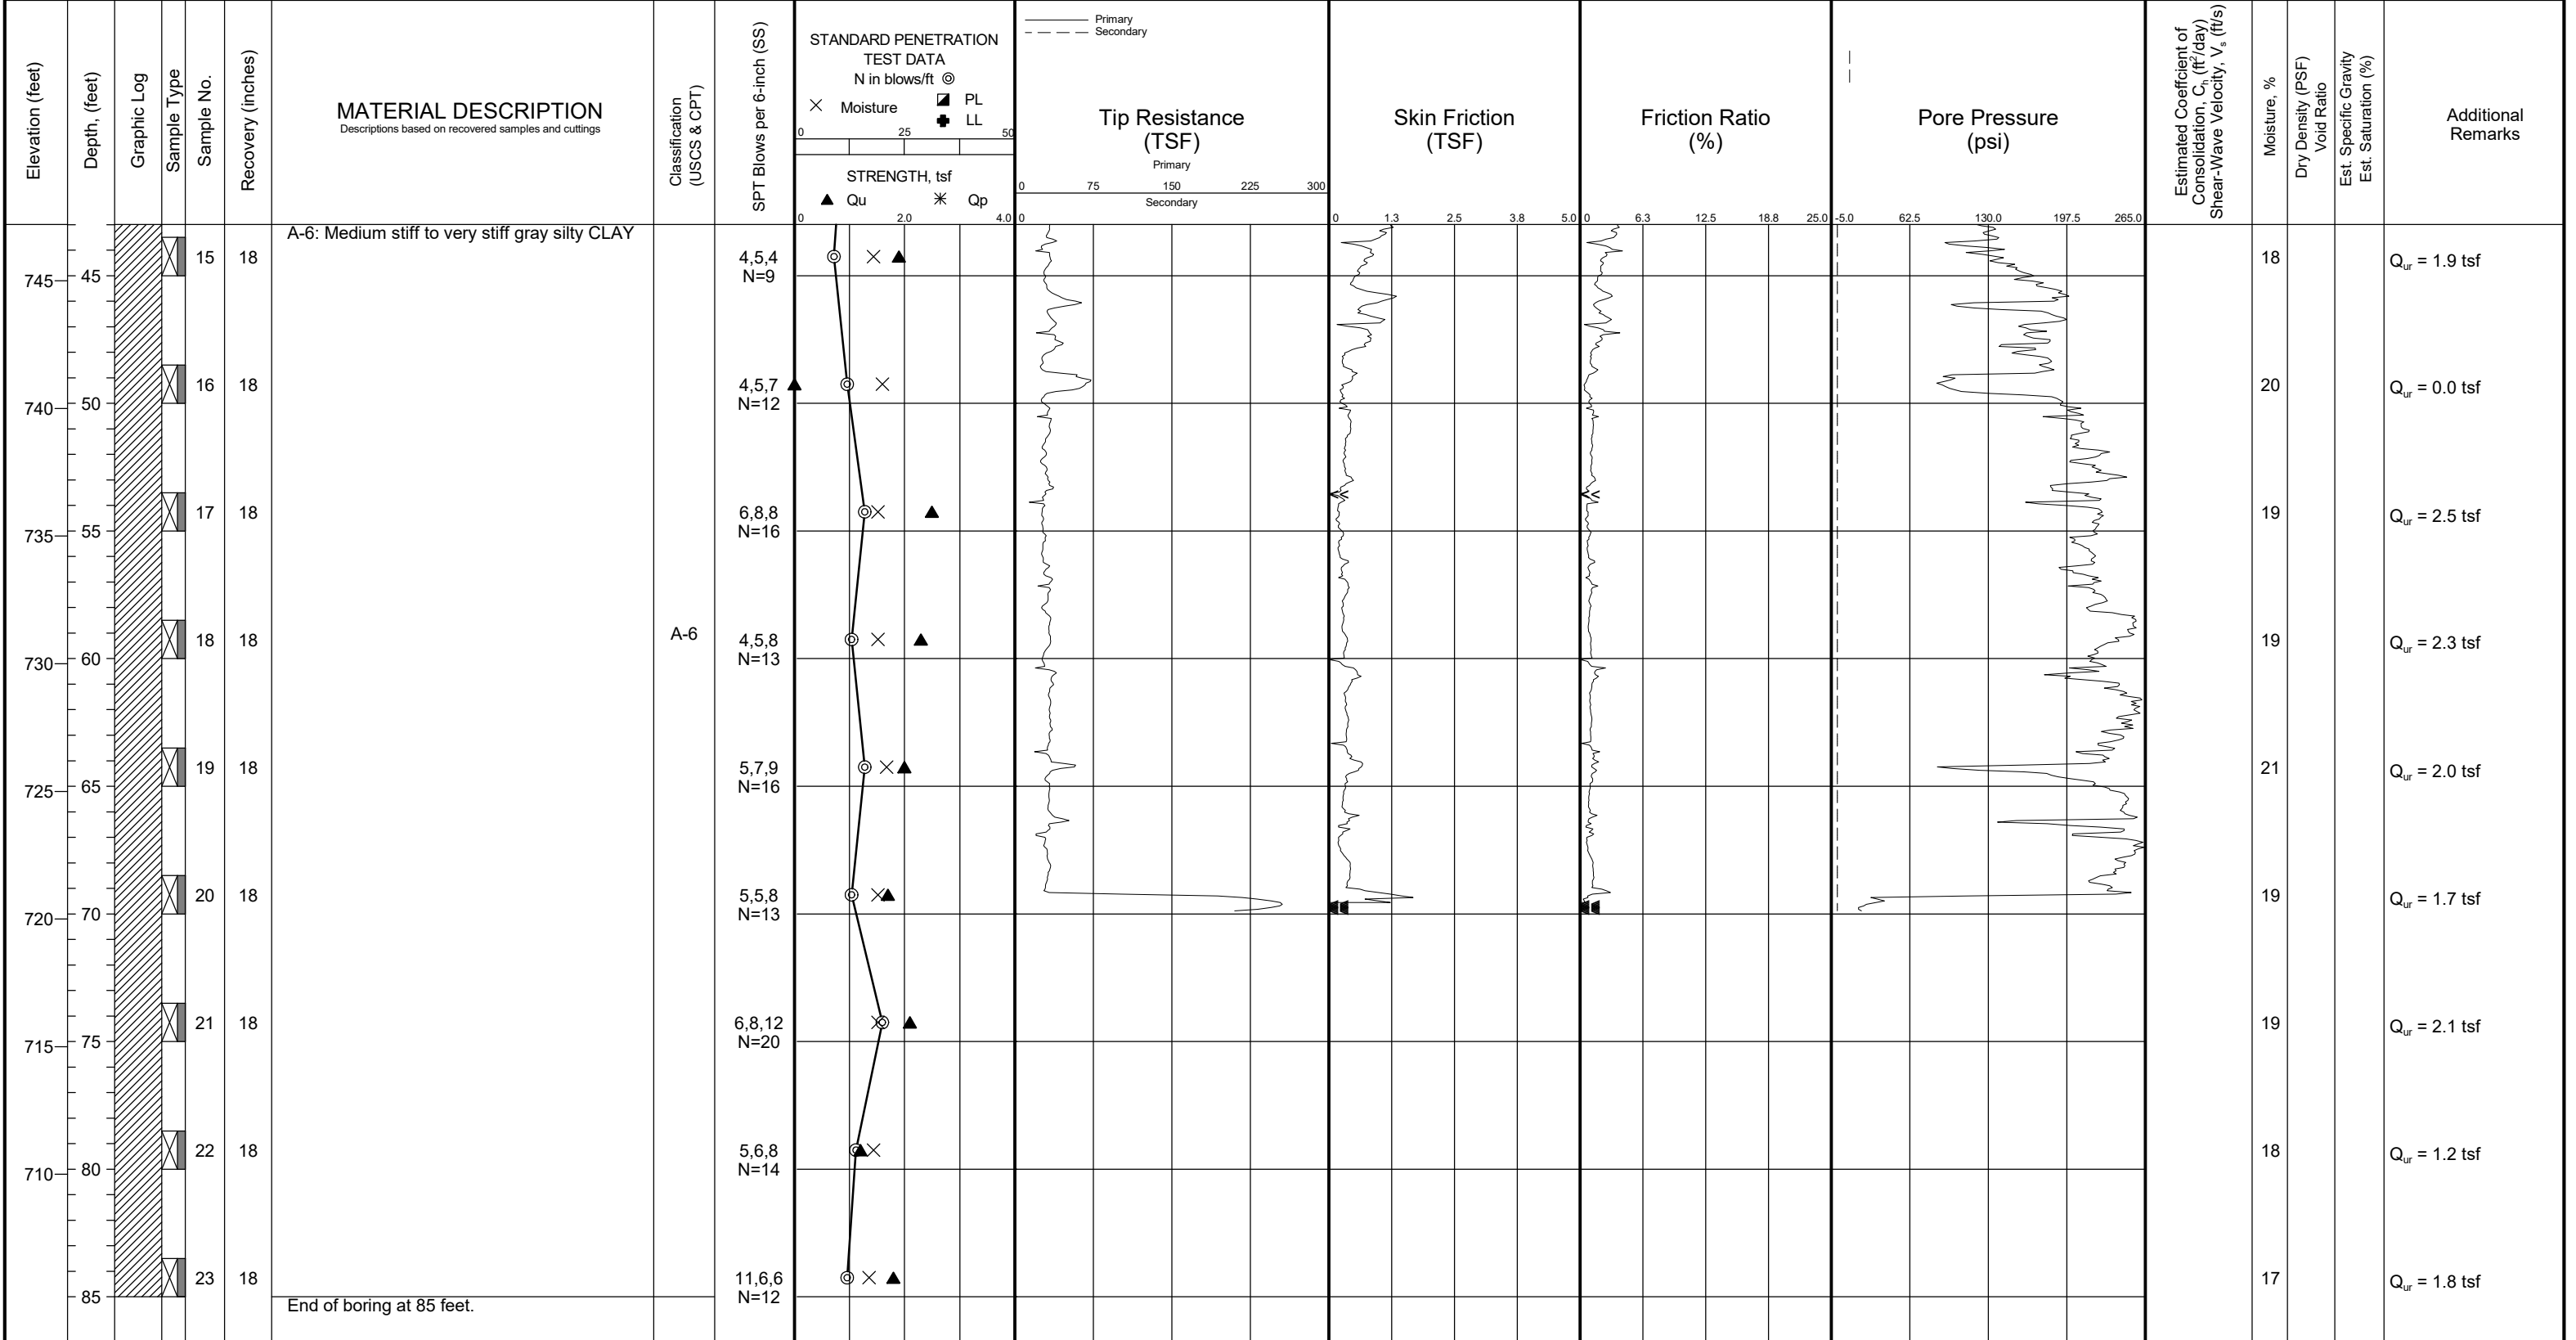 Elevation (feet)
Depth, (feet)
Graphic Log
Sample Type
Sample No.
Recovery (inches)
MATERIAL DESCRIPTION
Descriptions based on recovered samples and cuttings
Classification
(USCS & CPT)
SPT Blows per 6-inch (SS)
STANDARD PENETRATION
TEST DATA
N in blows/ft
Moisture
PL
LL
0 25 50
STRENGTH, tsf
Qu Qp
0 2.0 4.0
Primary
Secondary
Tip Resistance
(TSF)
Primary
0 75 150 225 300
Secondary
0
Skin Friction
(TSF)
0 1.3 2.5 3.8 5.0
Friction Ratio
(%)
0 6.3 12.5 18.8 25.0
Pore Pressure
(psi)
-5.0 62.5 130.0 197.5 265.0
Estimated Coeffcient of
Consolidation, Ch (ft²/day)
Shear-Wave Velocity, Vs (ft/s)
Moisture, %
Dry Density (PSF)
Void Ratio
Est. Specific Gravity
Est. Saturation (%)
Additional
Remarks
A-6: Medium stiff to very stiff gray silty CLAY
15 18 4,5,4 18 Qur = 1.9 tsf
745 45 N=9
16 18 4,5,7 20 Qur = 0.0 tsf
740 50 N=12
<< <<
17 18 6,8,8 19 Qur = 2.5 tsf
735 55 N=16
A-6
18 18 4,5,8 19 Qur = 2.3 tsf
730 60 N=13
19 18 5,7,9 21 Qur = 2.0 tsf
725 65 N=16
20 18 5,5,8 19 Qur = 1.7 tsf
720 70 N=13
21 18 6,8,12 19 Qur = 2.1 tsf
715 75 N=20
22 18 5,6,8 18 Qur = 1.2 tsf
710 80 N=14
23 18 11,6,6 17 Qur = 1.8 tsf
85 N=12
End of boring at 85 feet.